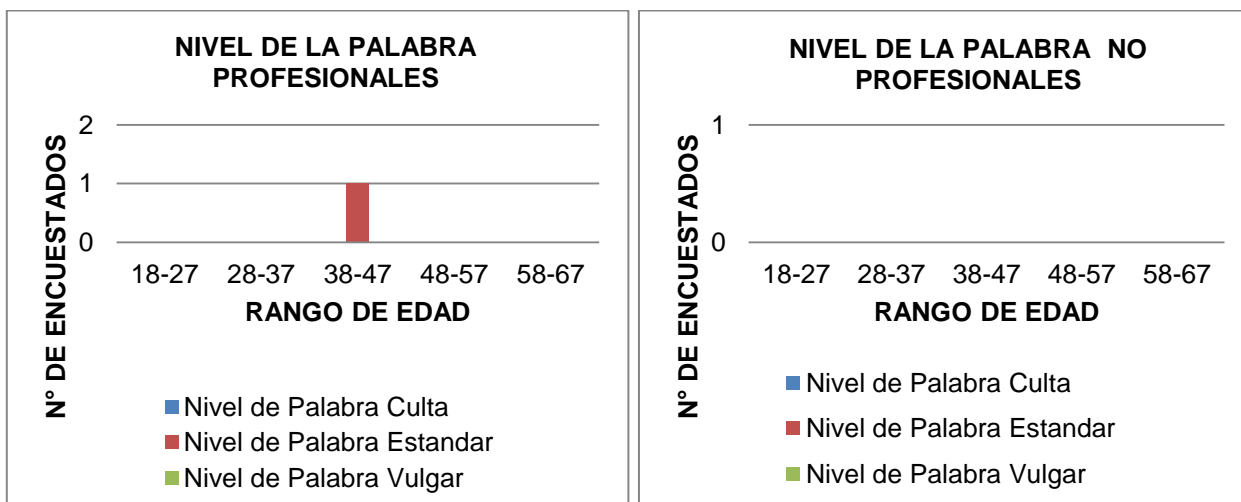 NIVEL DE LA PALABRA
PROFESIONALES
N° DE ENCUESTADOS
2
1
0
18-27 28-37 38-47 48-57 58-67
RANGO DE EDAD
Nivel de Palabra Culta
Nivel de Palabra Estandar
Nivel de Palabra Vulgar
NIVEL DE LA PALABRA NO
PROFESIONALES
N° DE ENCUESTADOS
1
0
18-27 28-37 38-47 48-57 58-67
RANGO DE EDAD
Nivel de Palabra Culta
Nivel de Palabra Estandar
Nivel de Palabra Vulgar